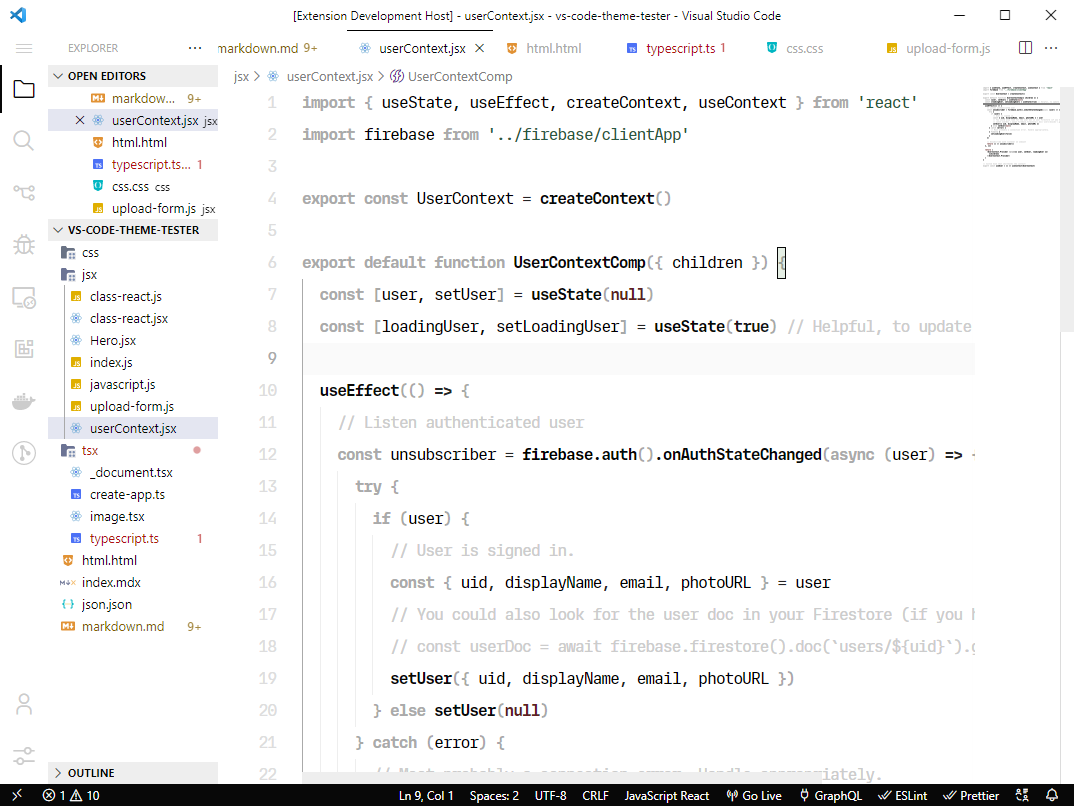 [Extension Development Host] - userContext.jsx - vs-code-theme-tester - Visual Studio Code
EXPLORER
markdown.md 9+
userContext.jsx
html.html
typescript.ts 1
css.css
upload-form.js
OPEN EDITORS
markdow... 9+
userContext.jsx jsx
html.html
typescript.ts... 1
css.css css
upload-form.js jsx
VS-CODE-THEME-TESTER
css
jsx
class-react.js
class-react.jsx
Hero.jsx
index.js
javascript.js
upload-form.js
userContext.jsx
tsx
_document.tsx
create-app.ts
image.tsx
typescript.ts 1
html.html
index.mdx
json.json
markdown.md 9+
OUTLINE
jsx > userContext.jsx > UserContextComp
1 import { useState, useEffect, createContext, useContext } from 'react'
2 import firebase from '../firebase/clientApp'
3
4 export const UserContext = createContext()
5
6 export default function UserContextComp({ children }) {
7 const [user, setUser] = useState(null)
8 const [loadingUser, setLoadingUser] = useState(true) // Helpful, to update
9
10 useEffect(() => {
11 // Listen authenticated user
12 const unsubscriber = firebase.auth().onAuthStateChanged(async (user) => {
13 try {
14 if (user) {
15 // User is signed in.
16 const { uid, displayName, email, photoURL } = user
17 // You could also look for the user doc in your Firestore (if you h
18 // const userDoc = await firebase.firestore().doc(`users/${uid}`).g
19 setUser({ uid, displayName, email, photoURL })
20 } else setUser(null)
21 } catch (error) {
22 // Most probably a connection error. Handle appropriately.
1 10
Ln 9, Col 1 Spaces: 2 UTF-8 CRLF JavaScript React Go Live GraphQL ESLint Prettier